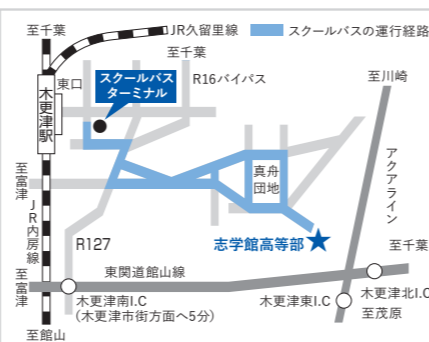 至千葉
JR久留里線
スクールバスの運行経路
至千葉
東口
スクールバス
ターミナル
R16バイパス
至川崎
木更津駅
真舟
団地
アクアライン
至富津
JR内房線
R127
志学館高等部
至千葉
東関道館山線
至富津
木更津南I.C
(木更津市街方面へ5分)
木更津東I.C
木更津北I.C
至茂原
至館山